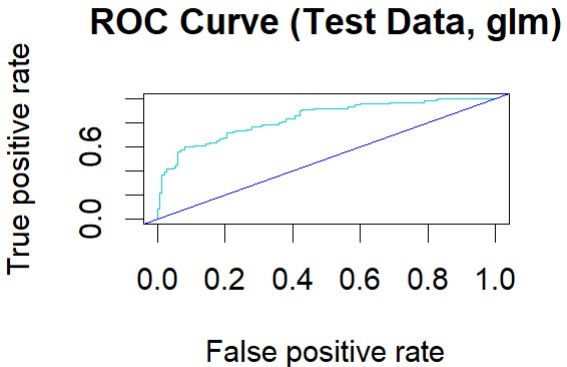 ROC Curve (Test Data, glm)
True positive rate
0.6
0.0
0.0 0.2 0.4 0.6 0.8 1.0
False positive rate